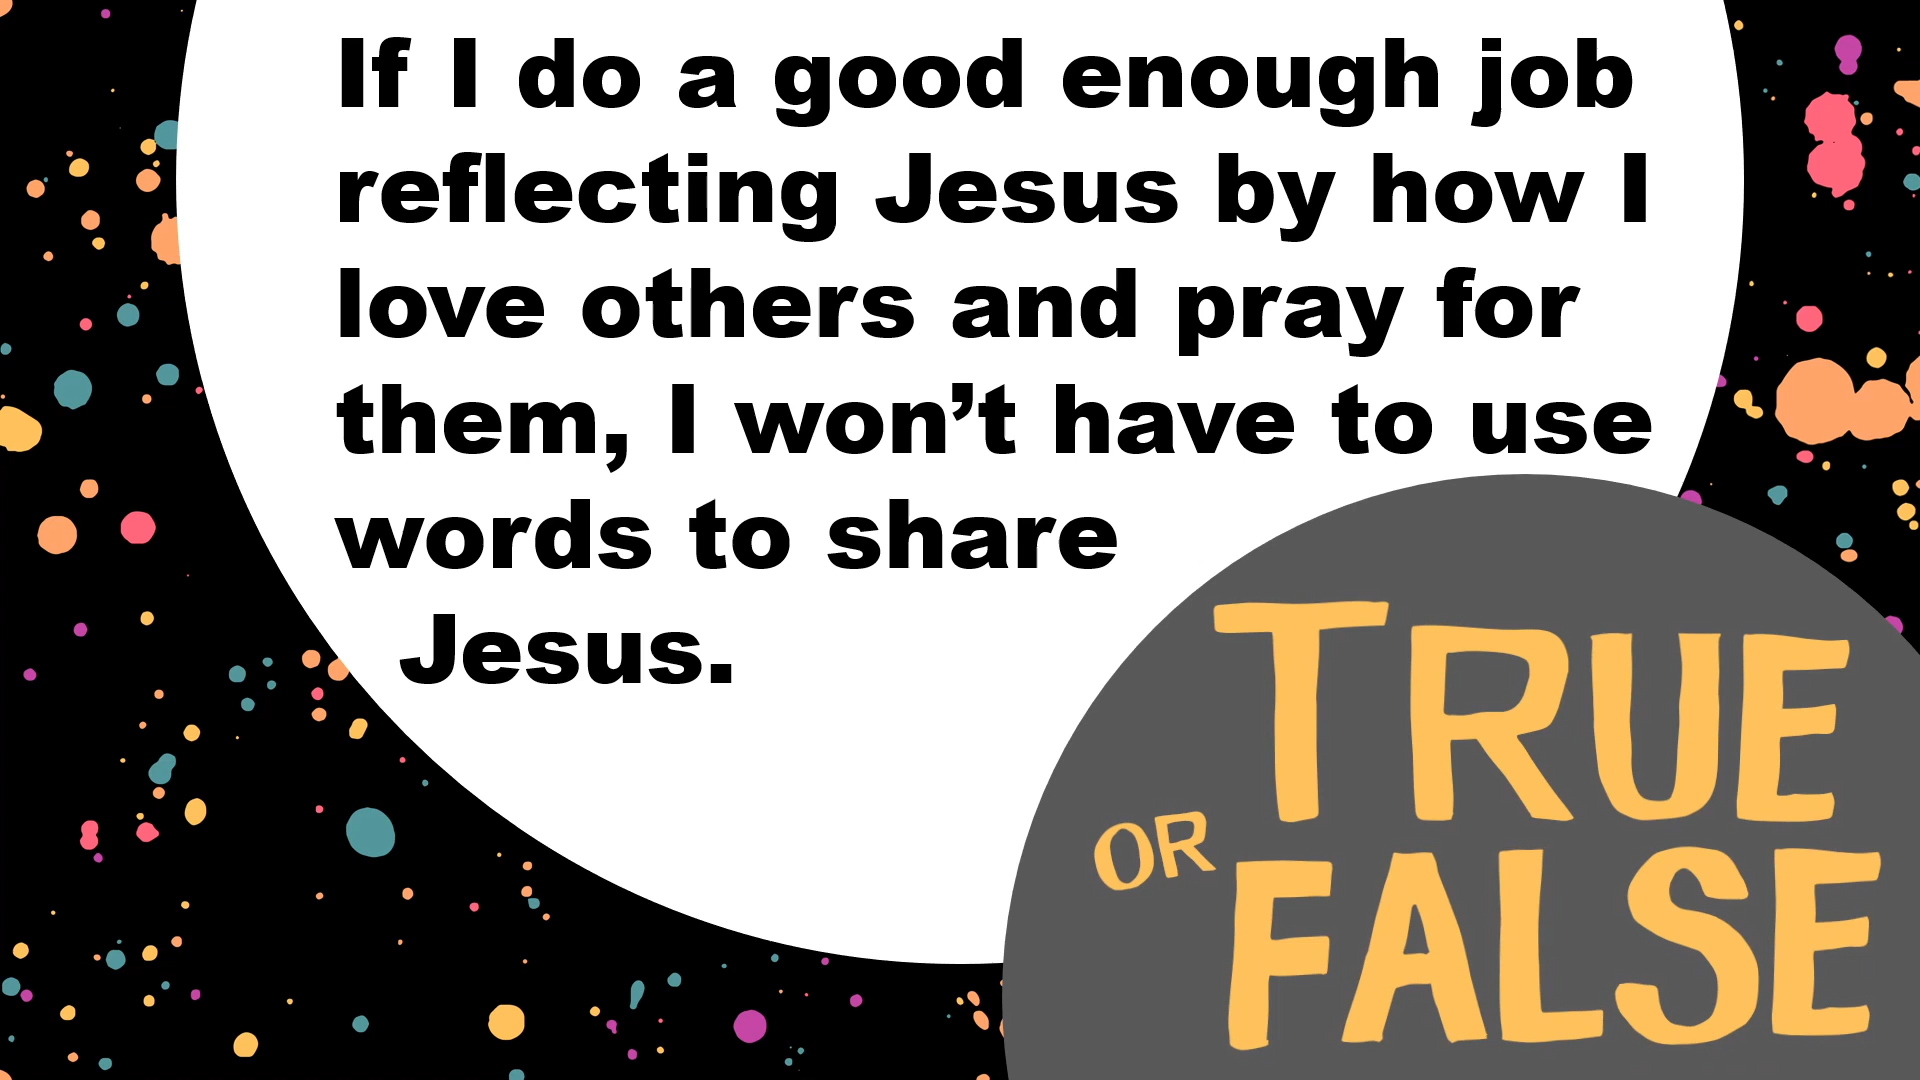 If I do a good enough job
reflecting Jesus by how I
love others and pray for
them, I won’t have to use
words to share
Jesus.
TRUE
OR
FALSE